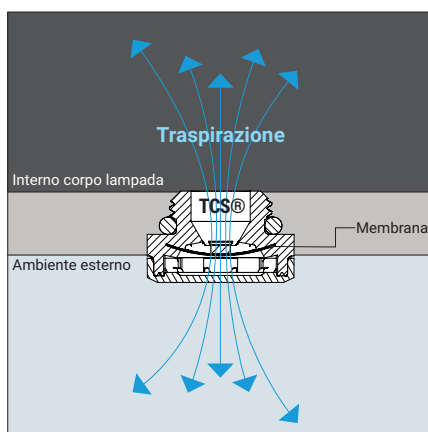 Traspirazione
Interno corpo lampada
TCS®
Membrana
Ambiente esterno